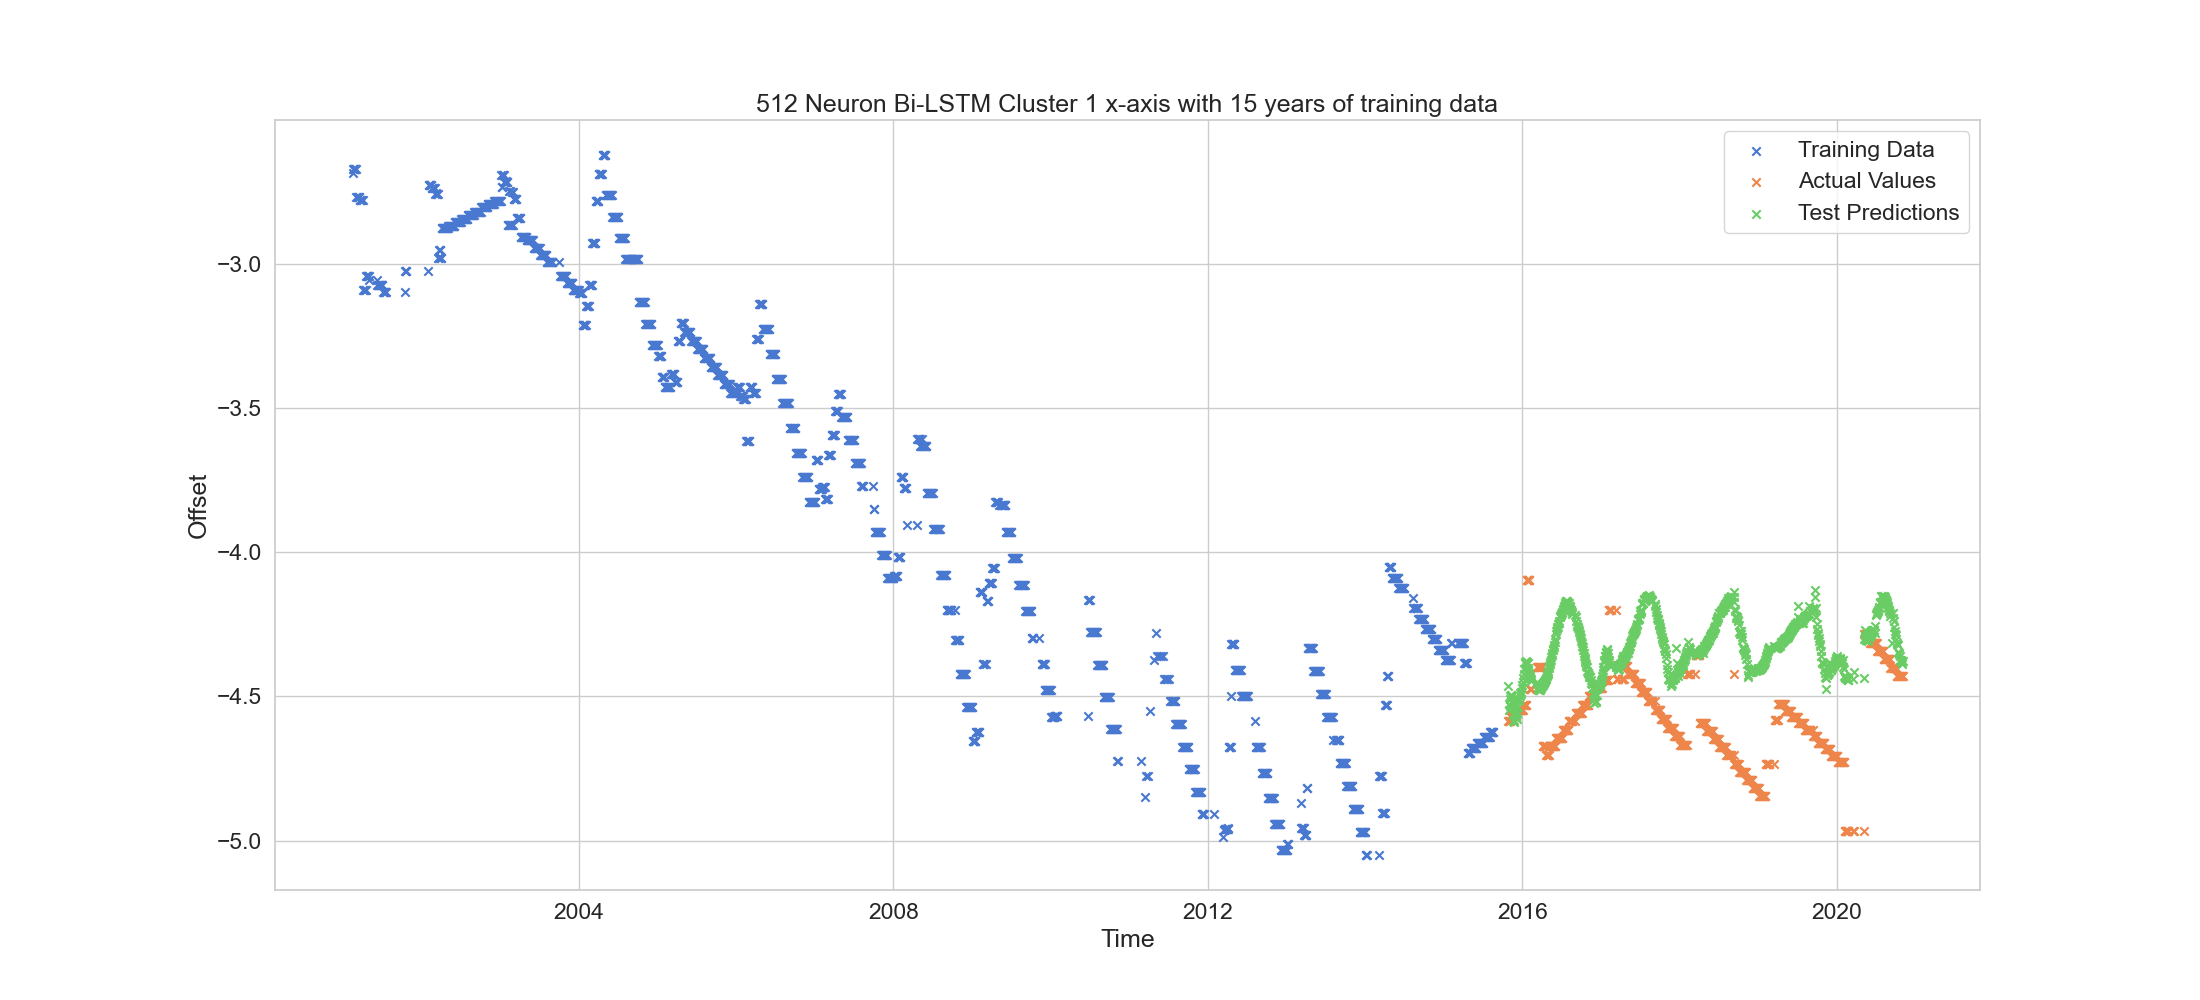 512 Neuron Bi-LSTM Cluster 1 x-axis with 15 years of training data
Training Data
Actual Values
Test Predictions
−3.0
−3.5
−4.0
−4.5
−5.0
Offset
2004
2008
2012
2016
2020
Time